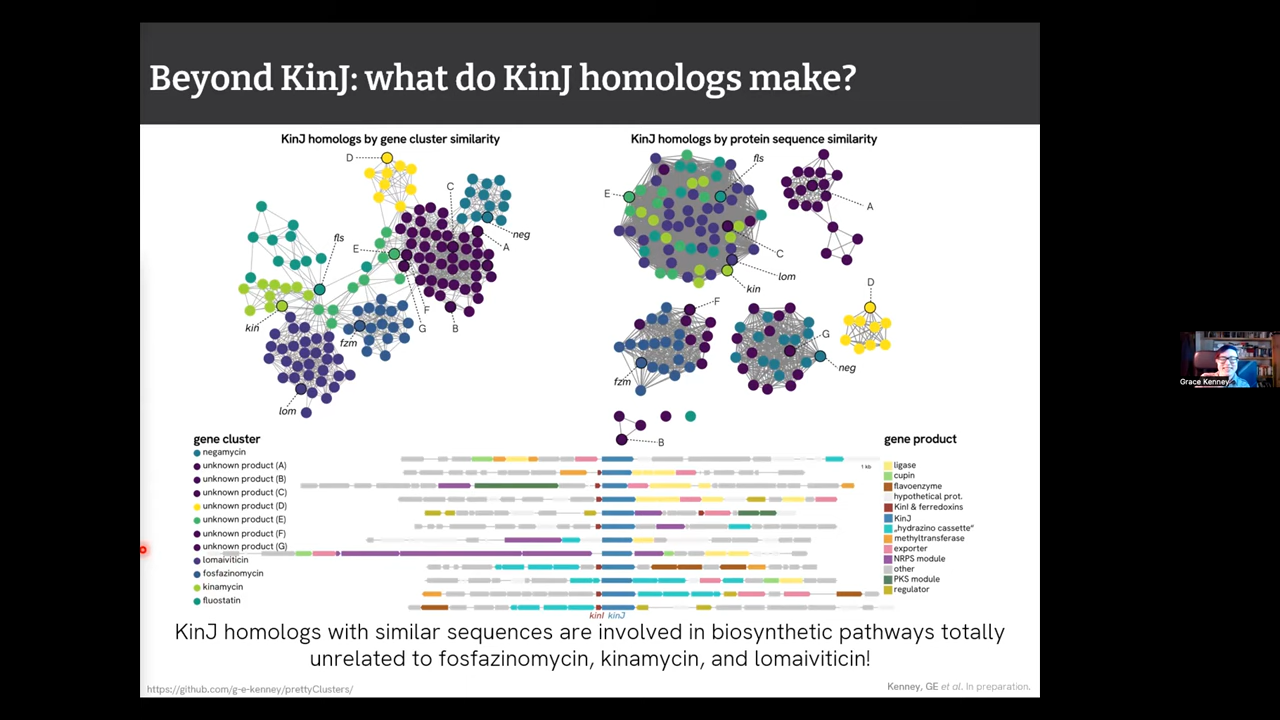 Beyond KinJ: what do KinJ homologs make?
KinJ homologs by gene cluster similarity
KinJ homologs by protein sequence similarity
D
C
fls
neg
A
E
F
G
B
kin
fzm
lom
fls
E
A
C
lom
kin
D
F
G
fzm
neg
B
gene cluster
negamycin
unknown product (A)
unknown product (B)
unknown product (C)
unknown product (D)
unknown product (E)
unknown product (F)
unknown product (G)
lomaiviticin
fosfazinomycin
kinamycin
fluostatin
1 kb
kinI kinJ
gene product
ligase
cupin
flavoenzyme
hypothetical prot.
KinI & ferredoxins
KinJ
„hydrazino cassette“
methyltransferase
exporter
NRPS module
other
PKS module
regulator
KinJ homologs with similar sequences are involved in biosynthetic pathways totally
unrelated to fosfazinomycin, kinamycin, and lomaiviticin!
https://github.com/g-e-kenney/prettyClusters/
Kenney, GE et al. In preparation.
Grace Kenney